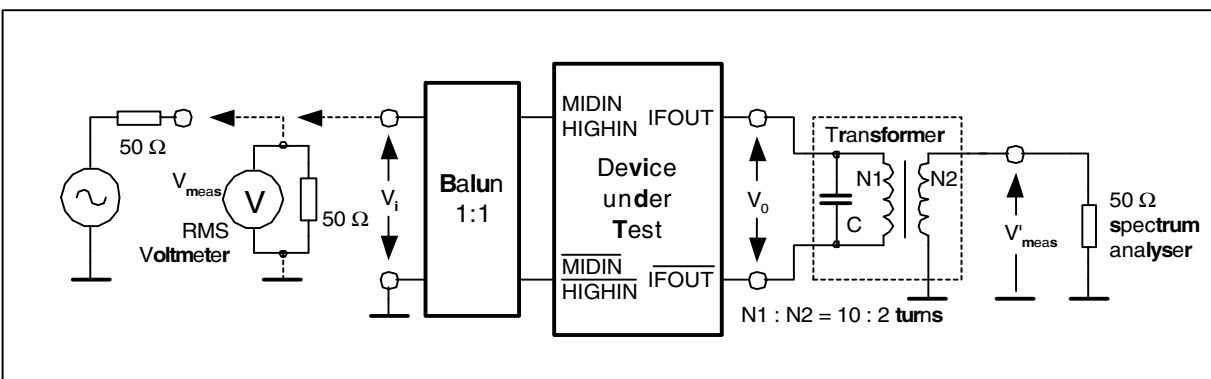 50 Ω
V meas
RMS
Voltmeter
V
50 Ω
Vi
Balun
1:1
MIDIN
HIGHIN
IFOUT
Device
under
Test
MIDIN
HIGHIN
IFOUT
V0
Transformer
N1
N2
C
N1 : N2 = 10 : 2 turns
V'meas
50 Ω
spectrum
analyser